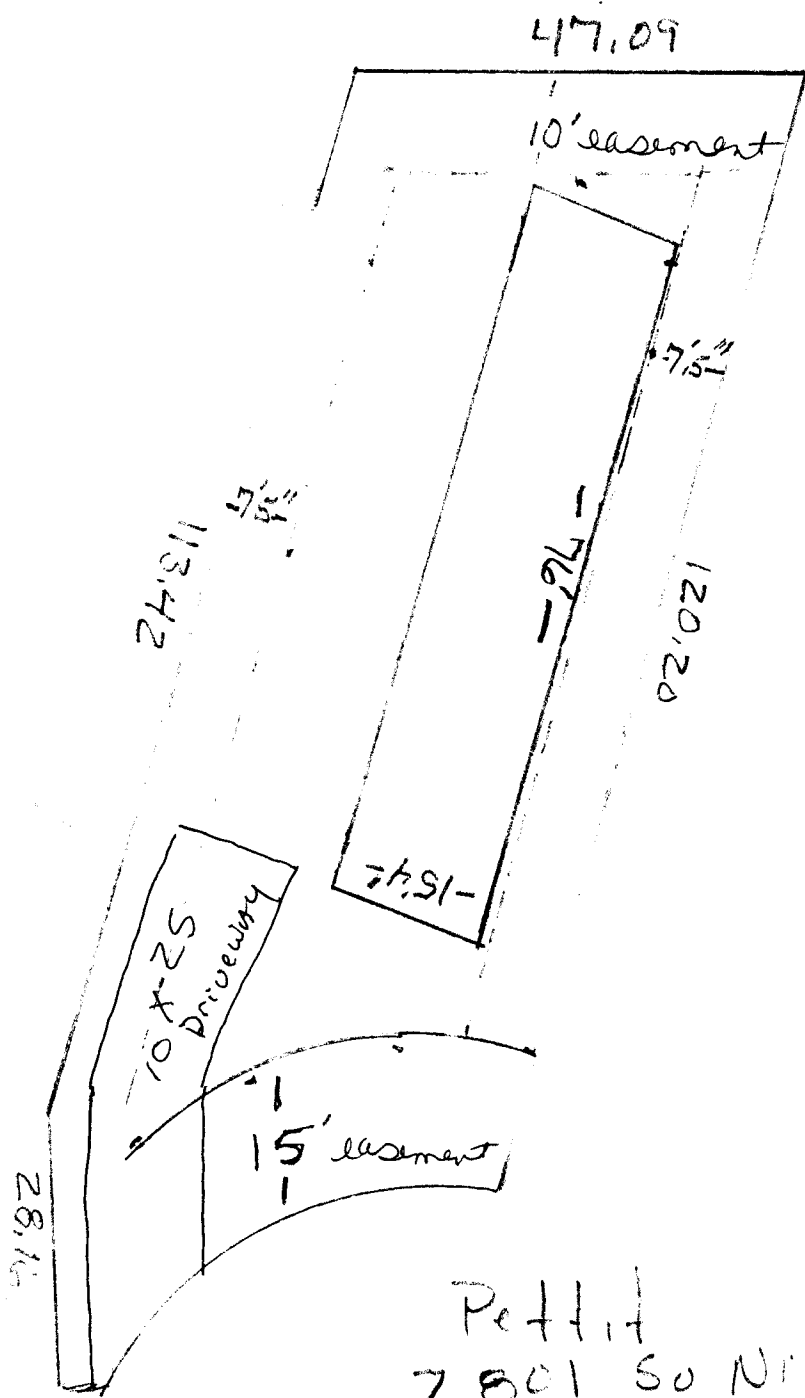 47.09
10' easement
7'5"
7'5"
113.42
-76'-
120.20
-15'4"-
10 X 25
Driveway
15' easement
28.16
Pettit
7801 So